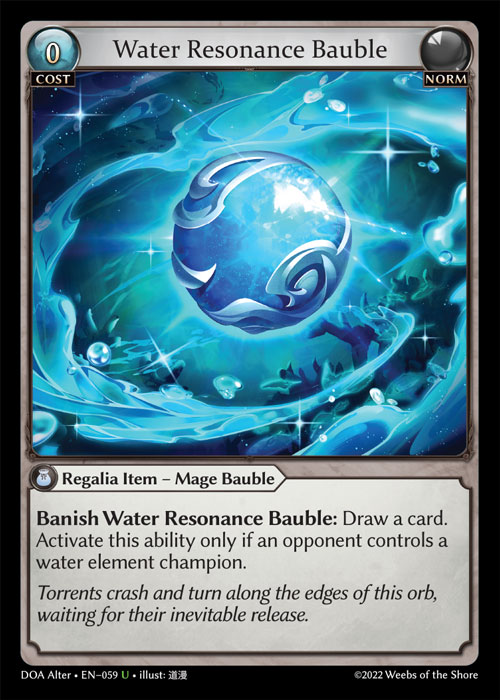 0
Water Resonance Bauble
COST
NORM
Regalia Item – Mage Bauble
Banish Water Resonance Bauble: Draw a card.
Activate this ability only if an opponent controls a
water element champion.
Torrents crash and turn along the edges of this orb,
waiting for their inevitable release.
DOA Alter • EN–059 U • illust: 道漫
©2022 Weebs of the Shore